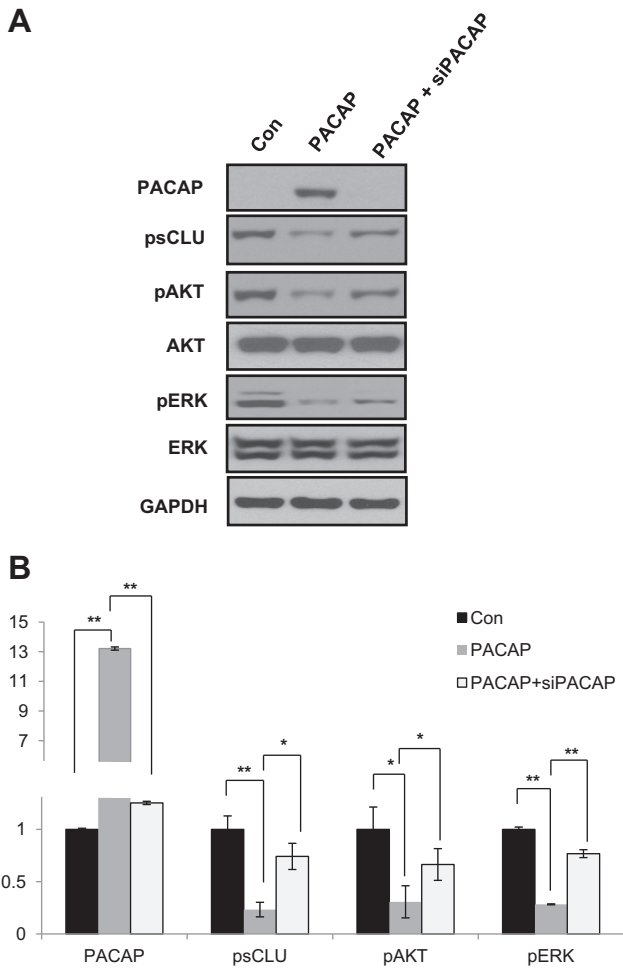 A
Con
PACAP
PACAP + siPACAP
PACAP
psCLU
pAKT
AKT
pERK
ERK
GAPDH
B
**
**
15
13
11
9
7
Con
PACAP
PACAP+siPACAP
**
*
*
*
**
**
1
0.5
0
PACAP
psCLU
pAKT
pERK